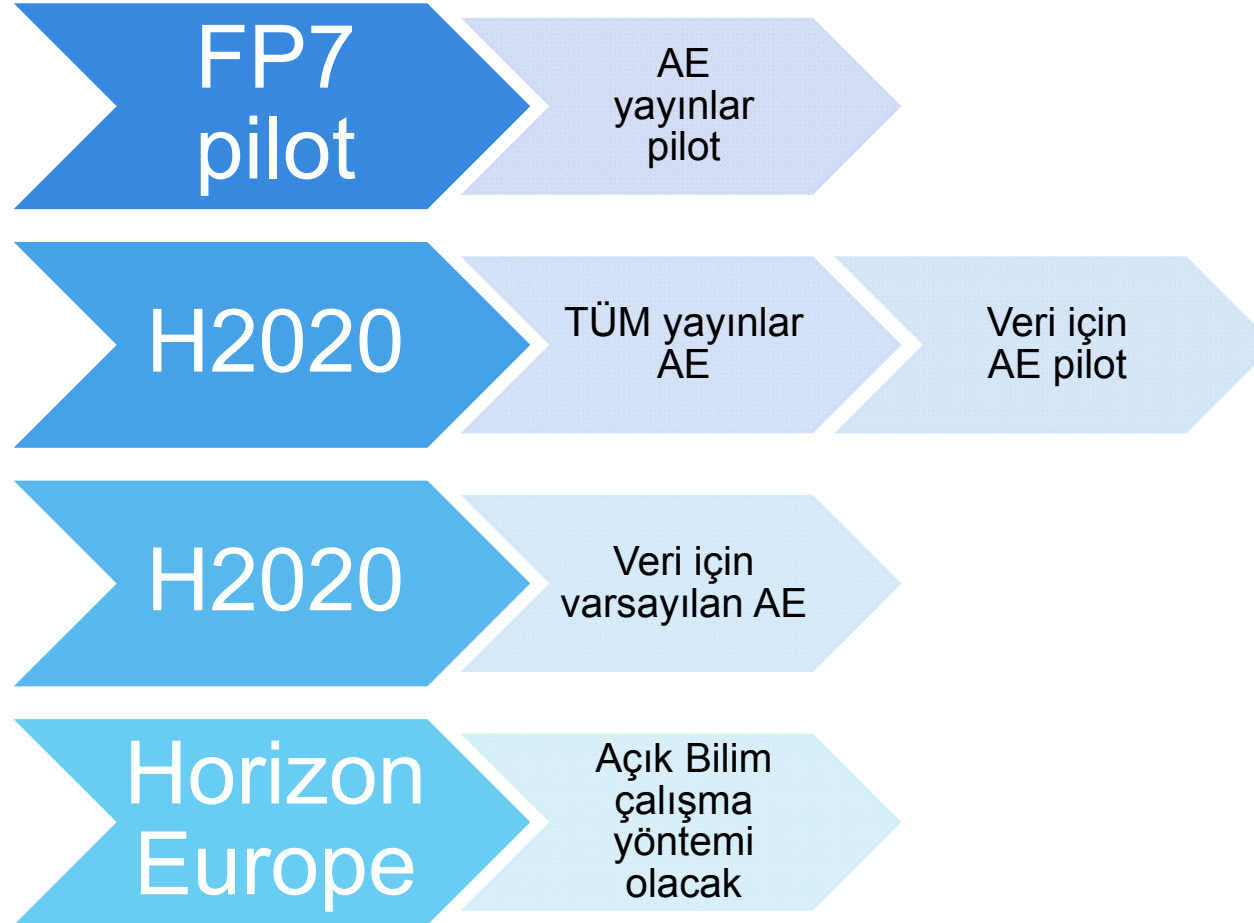 FP7
pilot
AE
yayınlar
pilot
H2020
TÜM yayınlar
AE
Veri için
AE pilot
H2020
Veri için
varsayılan AE
Horizon
Europe
Açık Bilim
çalışma
yöntemi
olacak